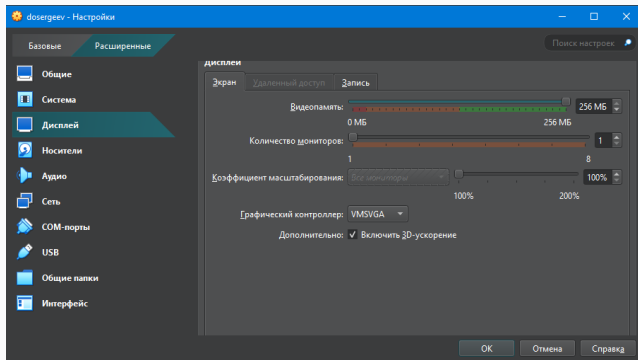 dosergeev - Настройки
Базовые Расширенные Поиск настроек
Общие
Система
Дисплей
Носители
Аудио
Сеть
COM-порты
USB
Общие папки
Интерфейс
Дисплей
Экран Удаленный доступ Запись
Видеопамять: 256 МБ
0 МБ 256 МБ
Количество мониторов: 1
1 8
Коэффициент масштабирования: Все мониторы 100%
100% 200%
Графический контроллер: VMSVGA
Дополнительно: Включить 3D-ускорение
OK Отмена Справка